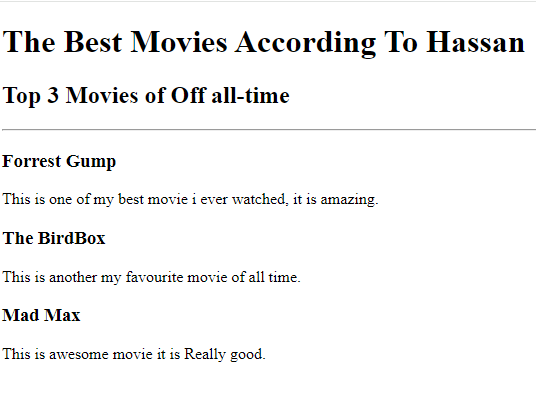 The Best Movies According To Hassan
Top 3 Movies of Off all-time
Forrest Gump
This is one of my best movie i ever watched, it is amazing.
The BirdBox
This is another my favourite movie of all time.
Mad Max
This is awesome movie it is Really good.